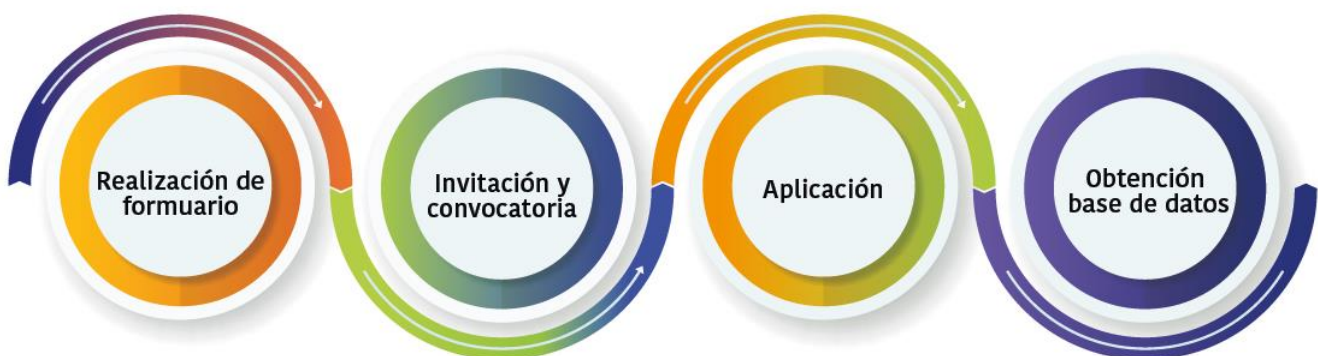 Realización de
formuario
Invitación y
convocatoria
Aplicación
Obtención
base de datos